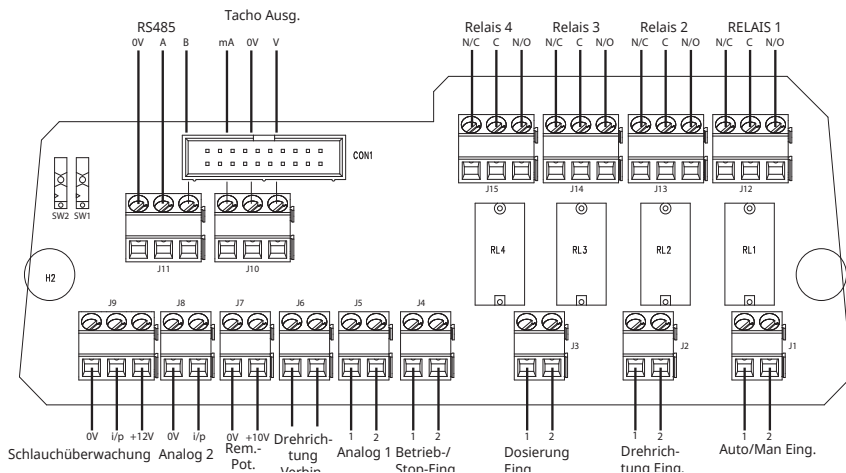 Tacho Ausg.
RS485
0V A B mA 0V V
Relais 4 Relais 3 Relais 2 RELAIS 1
N/C C N/O N/C C N/O N/C C N/O N/C C N/O
CON1
SW2 SW1
J15 J14 J13 J12
J11 J10
RL4 RL3 RL2 RL1
H2
J9 J8 J7 J6 J5 J4
J3 J2 J1
0V i/p +12V 0V i/p 0V +10V 1 2 1 2 1 2 1 2 1 2
Schlauchüberwachung
Analog 2
Rem.-
Pot.
Drehrich-
tung
Analog 1
Betrieb-/
Stop-Eing.
Dosierung
Eing.
Drehrich-
tung Eing.
Auto/Man Eing.